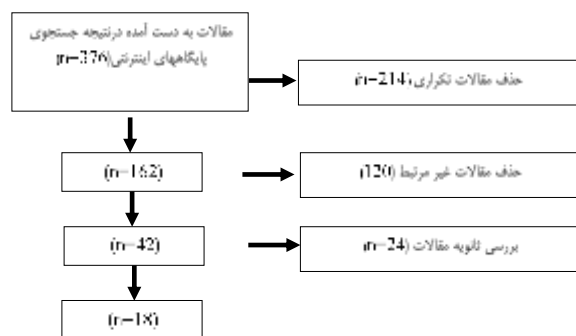 مقالات به دست آمده درنتیجه جستجوی
پایگاههای اینترنتی(n=376)
حذف مقالات تکراری (n=214)
(n=162)
حذف مقالات غیر مرتبط (120)
(n=42)
بررسی ثانویه مقالات (n=24)
(n=18)